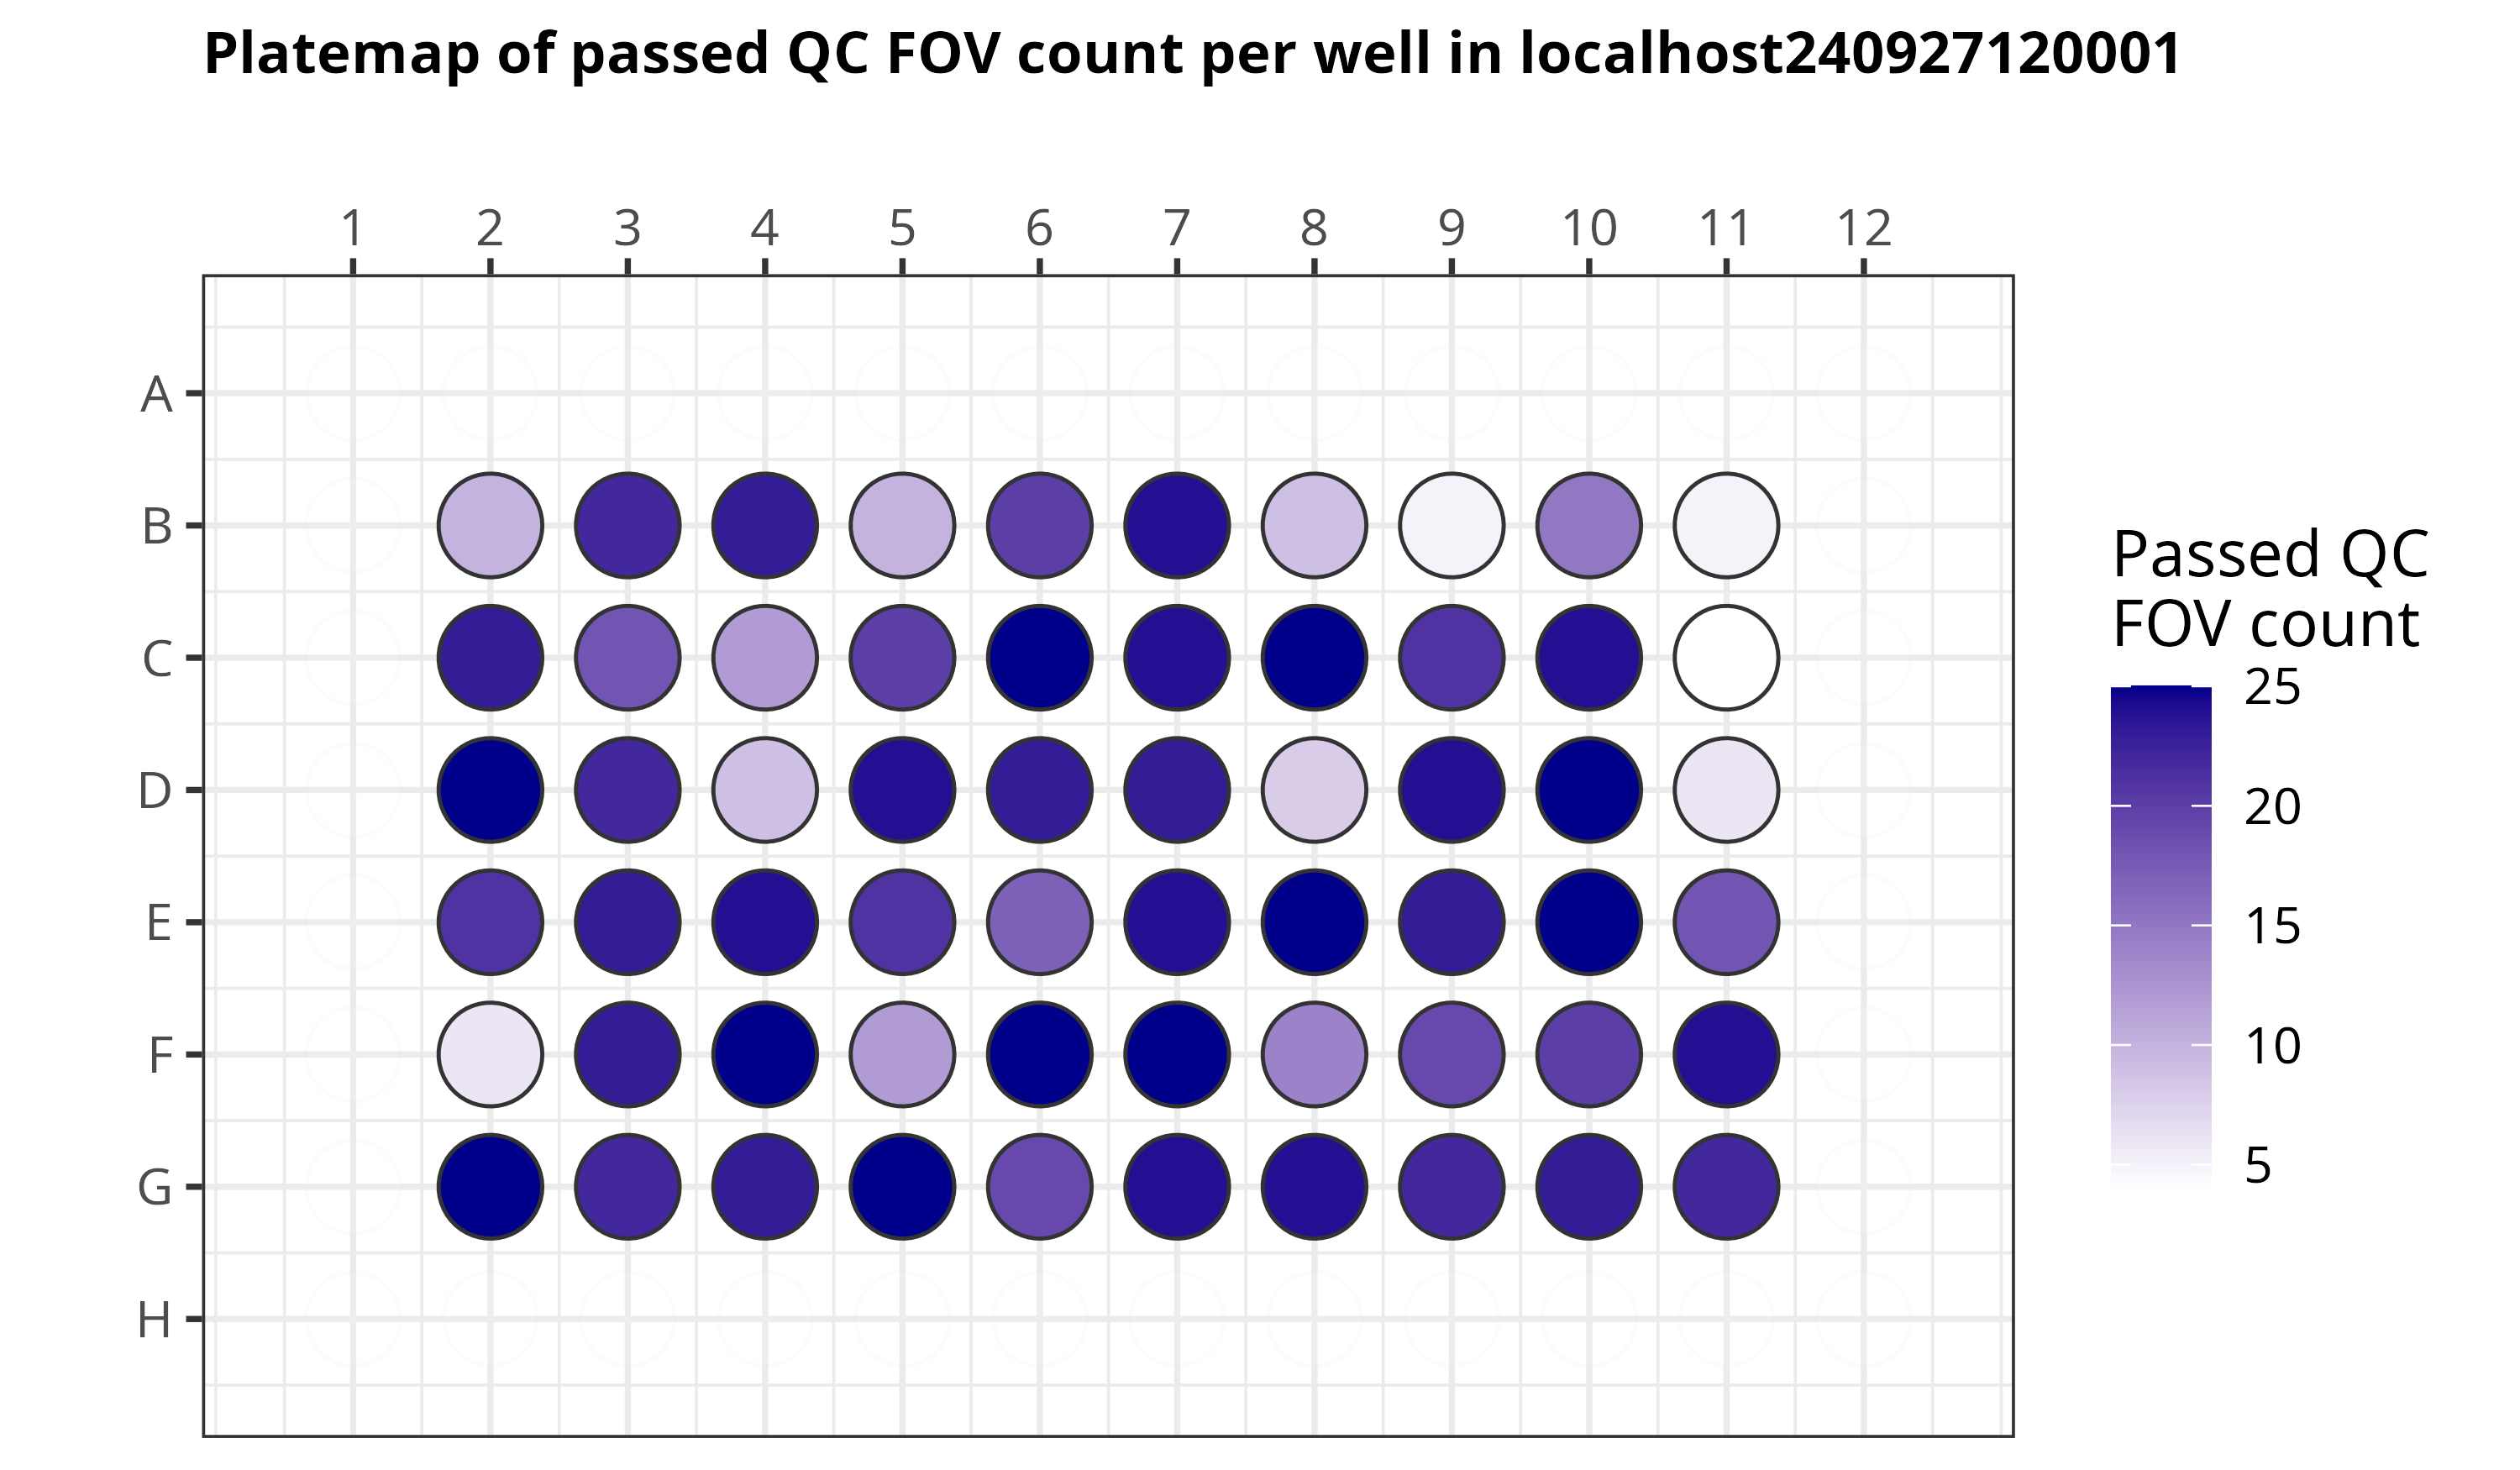 Platemap of passed QC FOV count per well in localhost240927120001
1 2 3 4 5 6 7 8 9 10 11 12
A
B
C
D
E
F
G
H
Passed QC
FOV count
25
20
15
10
5